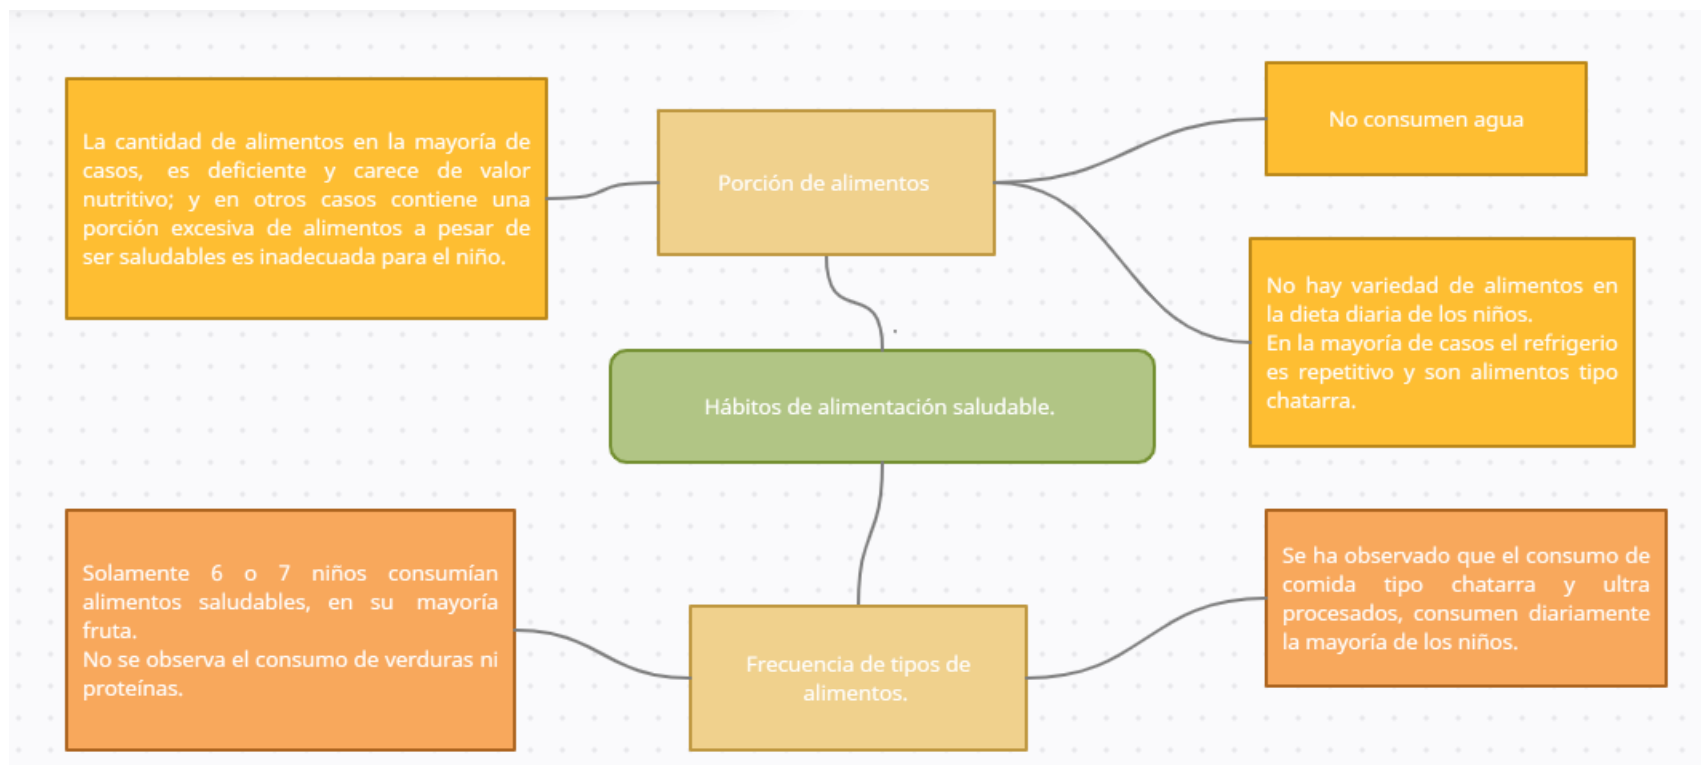 La cantidad de alimentos en la mayoría de
casos, es deficiente y carece de valor
nutritivo; y en otros casos contiene una
porción excesiva de alimentos a pesar de
ser saludables es inadecuada para el niño.
Porción de alimentos
No consumen agua
No hay variedad de alimentos en
la dieta diaria de los niños.
En la mayoría de casos el refrigerio
es repetitivo y son alimentos tipo
chatarra.
Hábitos de alimentación saludable.
Solamente 6 o 7 niños consumían
alimentos saludables, en su mayoría
fruta.
No se observa el consumo de verduras ni
proteínas.
Frecuencia de tipos de
alimentos.
Se ha observado que el consumo de
comida tipo chatarra y ultra
procesados, consumen diariamente
la mayoría de los niños.